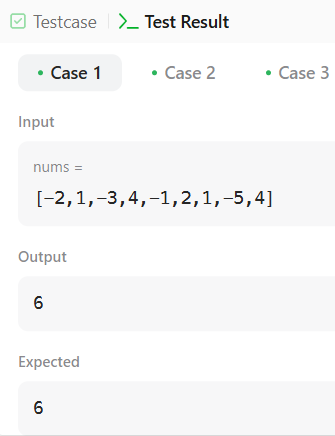 Testcase Test Result
Case 1 Case 2 Case 3
Input
nums =
[-2,1,-3,4,-1,2,1,-5,4]
Output
6
Expected
6